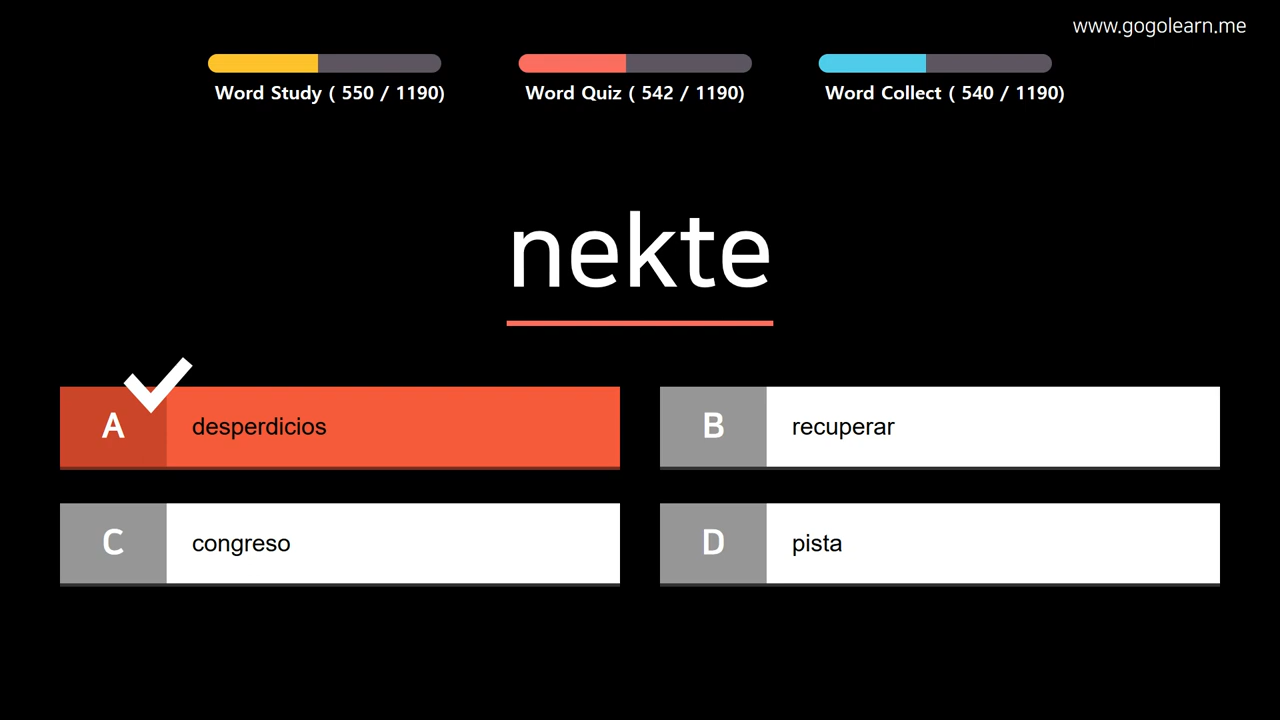 www.gogolearn.me
Word Study ( 550 / 1190)
Word Quiz ( 542 / 1190)
Word Collect ( 540 / 1190)
nekte
A desperdicios
B recuperar
C congreso
D pista